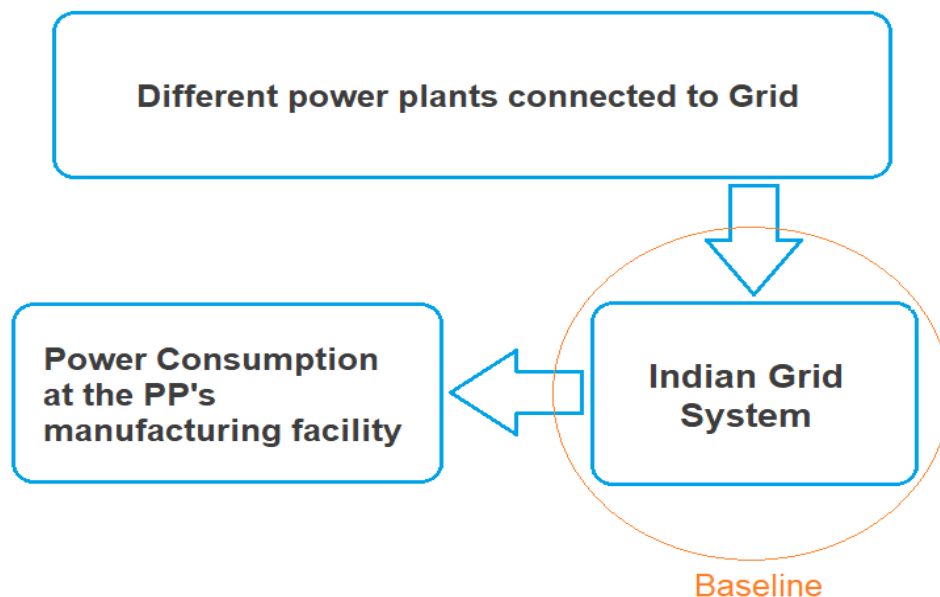 Different power plants connected to Grid
Power Consumption
at the PP's
manufacturing facility
Indian Grid
System
Baseline